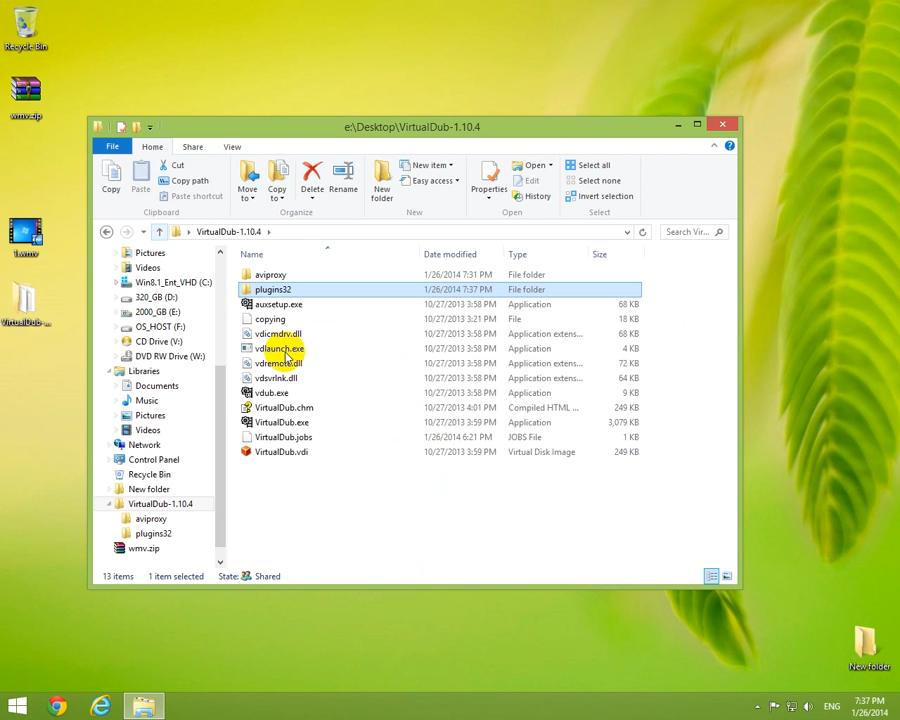 Recycle Bin
wmv.zip
1.wmv
VirtualDub -...
New folder
e:\Desktop\VirtualDub-1.10.4
File
Home
Share
View
Copy
Paste
Cut
Copy path
Paste shortcut
Clipboard
Move to
Copy to
Delete
Rename
Organize
New folder
New item
Easy access
New
Properties
Open
Edit
History
Open
Select all
Select none
Invert selection
Select
VirtualDub-1.10.4
Search Vir...
Pictures
Videos
Win8.1_Ent_VHD (C:)
320_GB (D:)
2000_GB (E:)
OS_HOST (F:)
CD Drive (V:)
DVD RW Drive (W:)
Libraries
Documents
Music
Pictures
Videos
Network
Control Panel
Recycle Bin
New folder
VirtualDub-1.10.4
aviproxy
plugins32
wmv.zip
Name Date modified Type Size
aviproxy 1/26/2014 7:31 PM File folder
plugins32 1/26/2014 7:37 PM File folder
auxsetup.exe 10/27/2013 3:58 PM Application 68 KB
copying 10/27/2013 3:21 PM File 18 KB
vdicmdrv.dll 10/27/2013 3:58 PM Application extens... 68 KB
vdlaunch.exe 10/27/2013 3:58 PM Application 4 KB
vdremote.dll 10/27/2013 3:58 PM Application extens... 72 KB
vdsvrlnk.dll 10/27/2013 3:58 PM Application extens... 64 KB
vdub.exe 10/27/2013 3:58 PM Application 9 KB
VirtualDub.chm 10/27/2013 4:01 PM Compiled HTML ... 249 KB
VirtualDub.exe 10/27/2013 3:59 PM Application 3,079 KB
VirtualDub.jobs 1/26/2014 6:21 PM JOBS File 1 KB
VirtualDub.vdi 10/27/2013 3:59 PM Virtual Disk Image 249 KB
13 items 1 item selected State: Shared
ENG
7:37 PM
1/26/2014